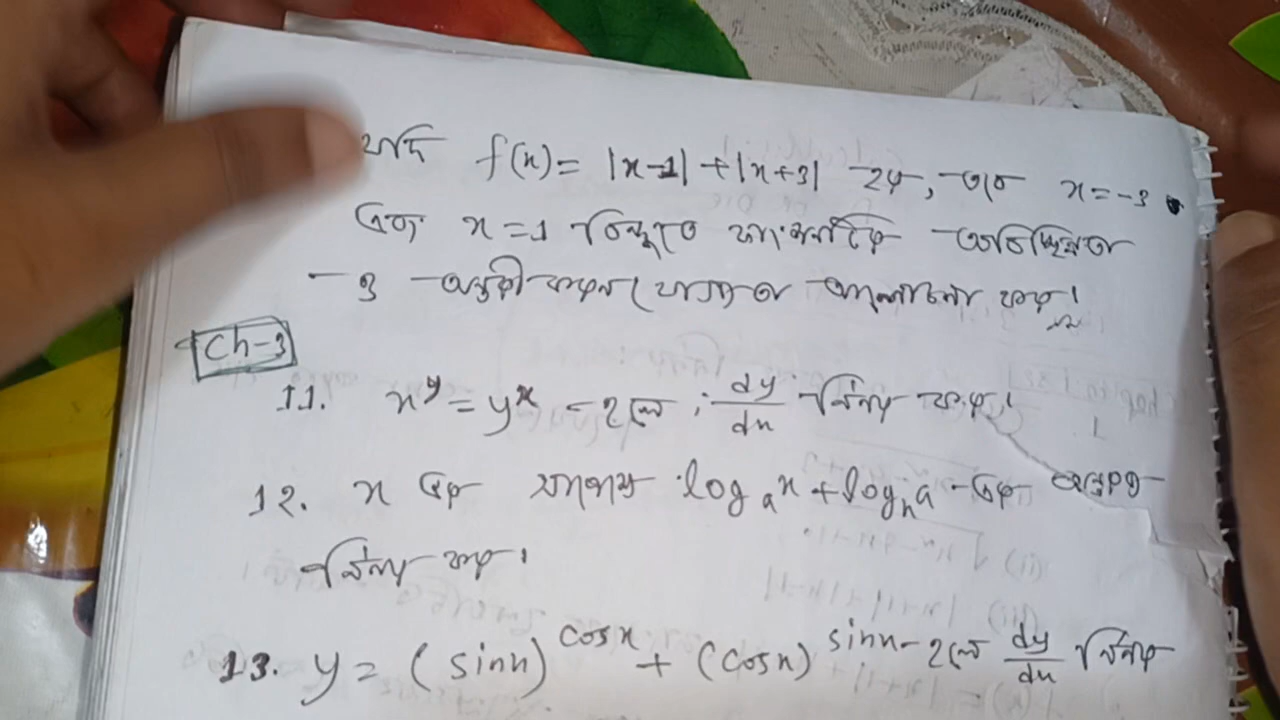 যদি f(x) = |x-1| + |x+3| হয়, তবে x = -3
এবং x = 1 বিন্দুতে ফাংশনটির অবিচ্ছিন্নতা
ও অন্তরীকরণযোগ্যতা আলোচনা কর।
Ch-3
11. x^y = y^x হলে, dy/dx নির্ণয় কর।
12. x এর সাপেক্ষে log_a x + log_x a এর অন্তরজ
নির্ণয় কর।
13. y = (sinx)^cosx + (cosx)^sinx হলে dy/dx নির্ণয়